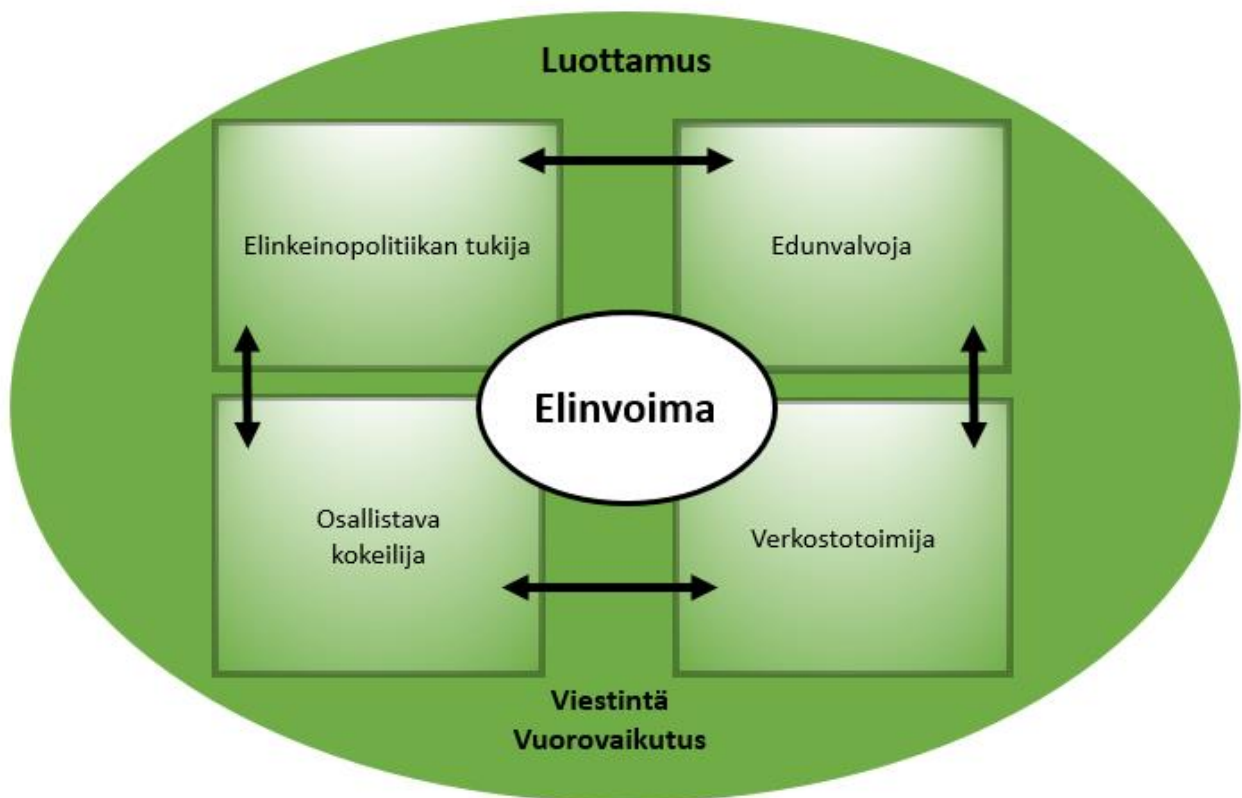 Luottamus
Elinkeinopolitiikan tukija
Edunvalvoja
Elinvoima
Osallistava
kokeilija
Verkostotoimija
Viestintä
Vuorovaikutus